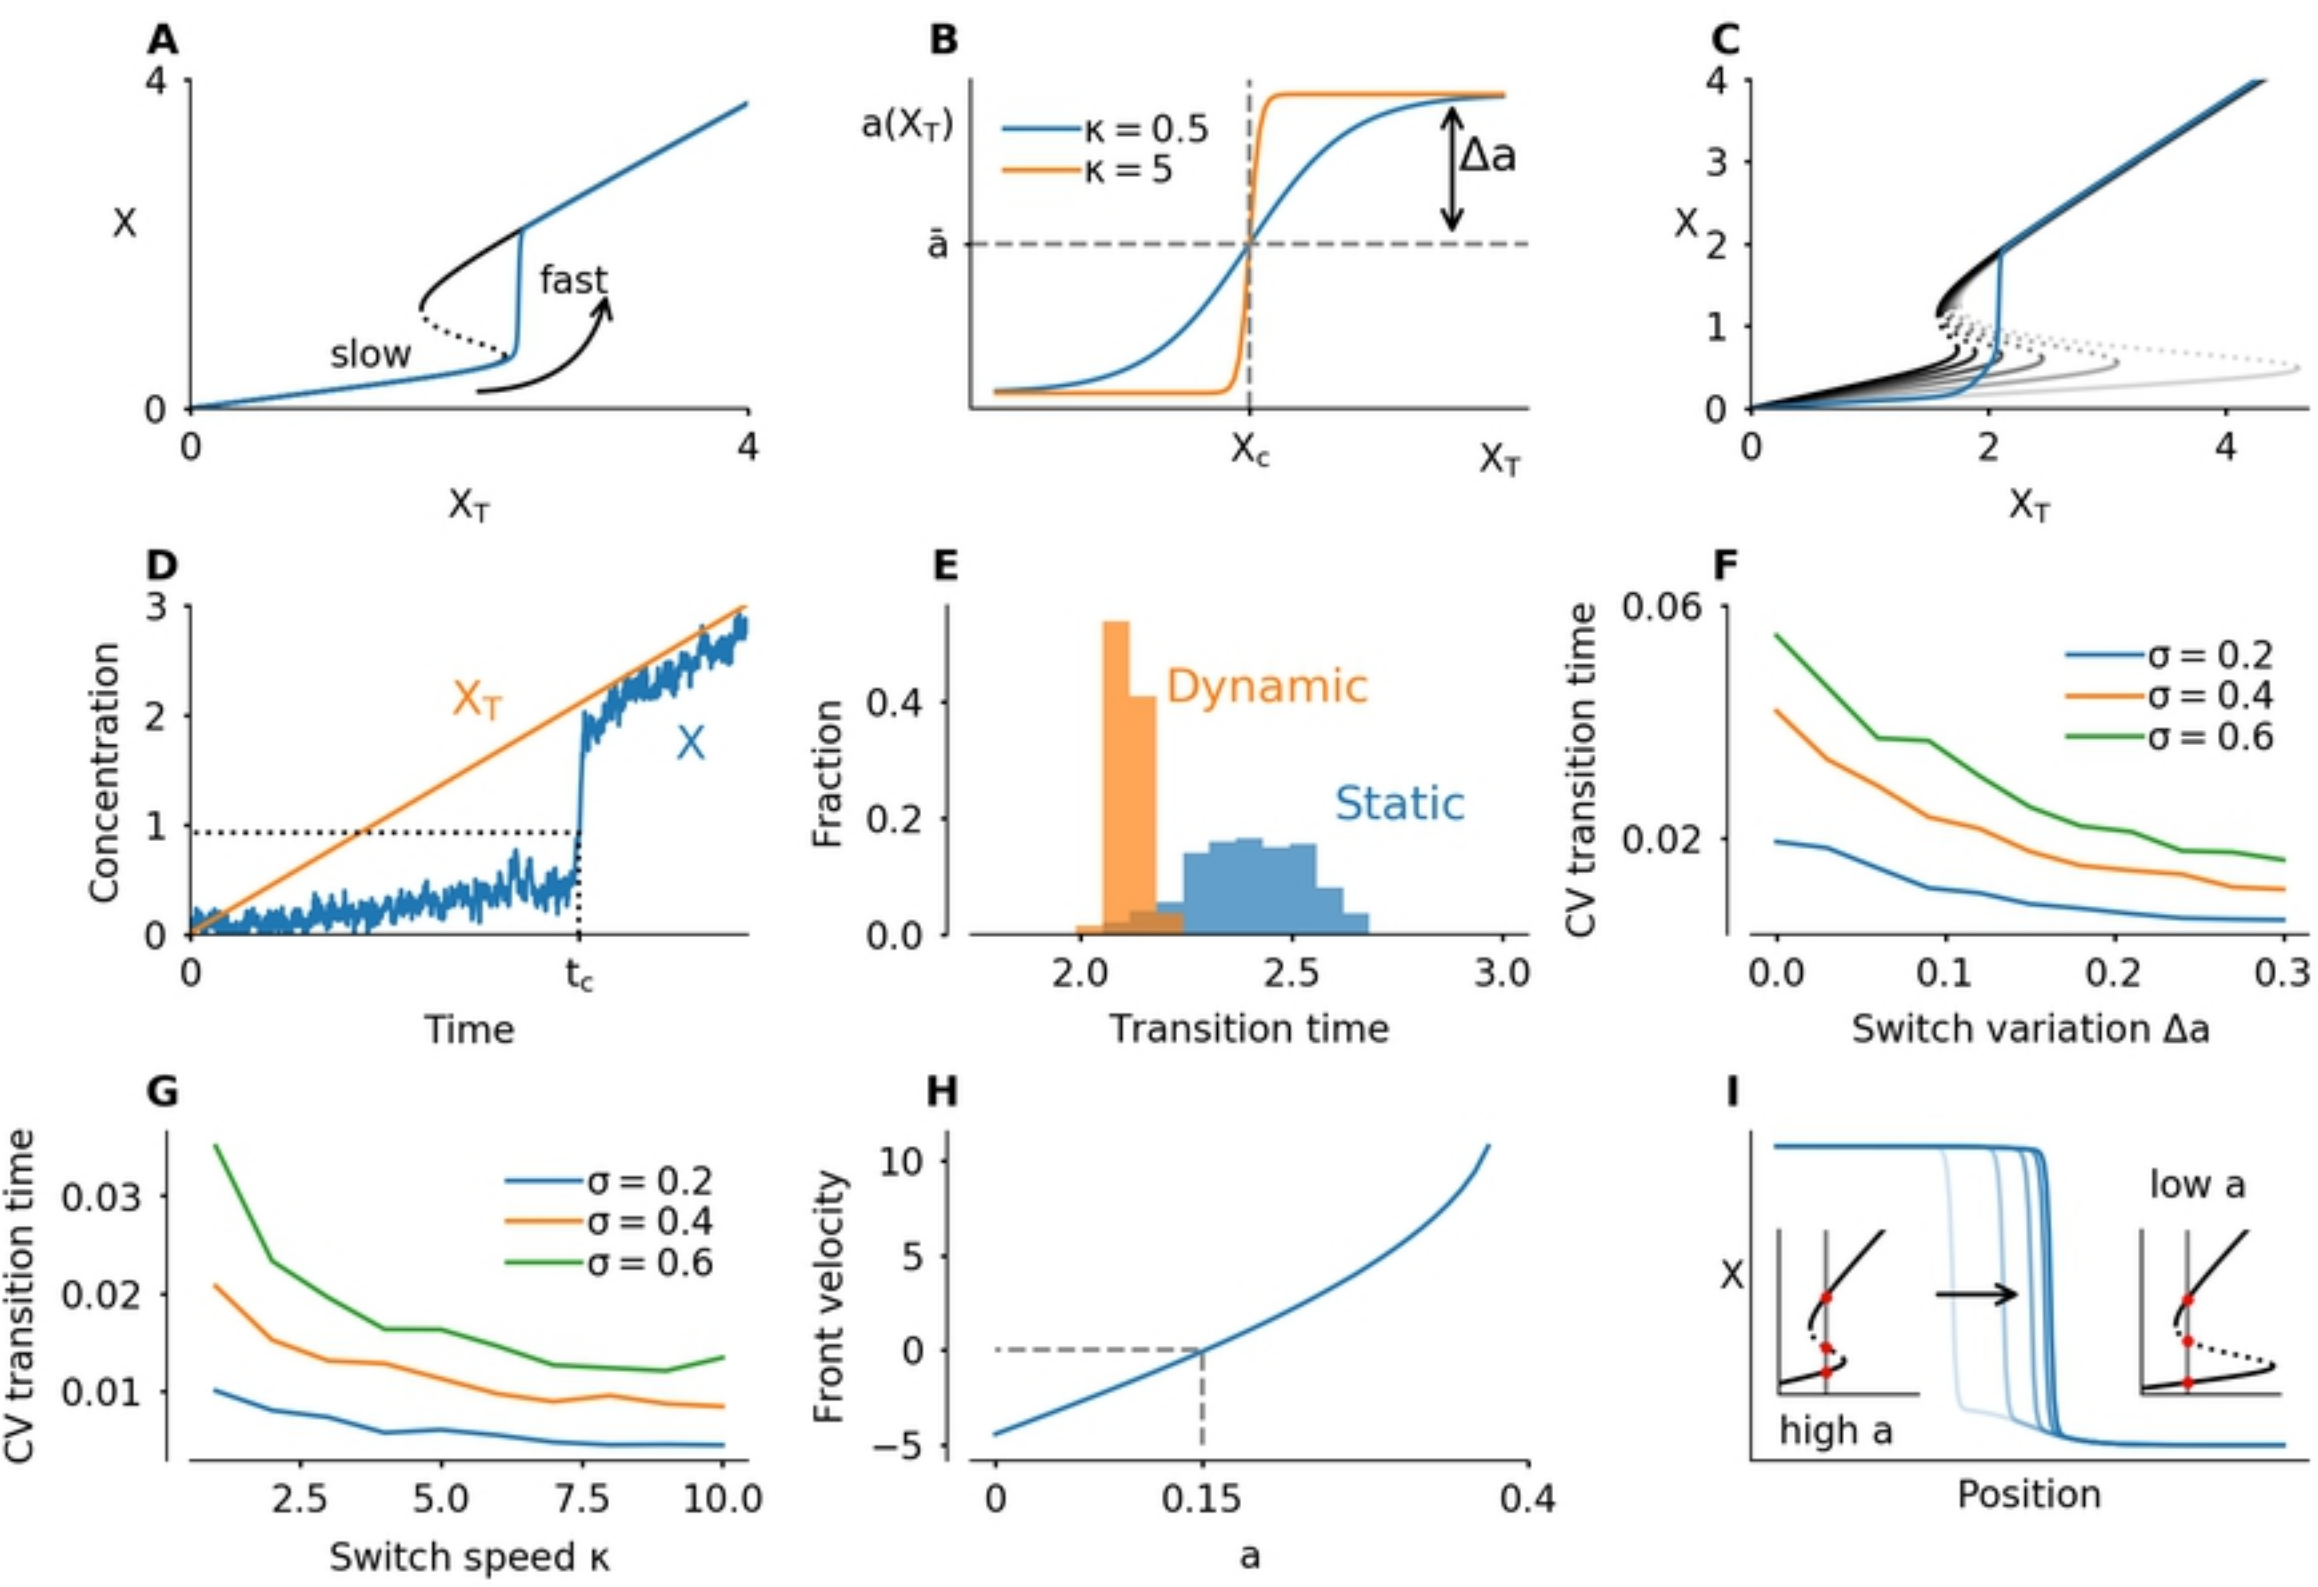 A
4
X
fast
slow
0
0
4
X_T
B
a(X_T)
κ = 0.5
κ = 5
Δa
ā
X_c
X_T
C
4
3
X
2
1
0
0
2
4
X_T
D
3
2
1
0
Concentration
X_T
X
0
t_c
Time
E
Fraction
0.4
0.2
0.0
Dynamic
Static
2.0
2.5
3.0
Transition time
F
CV transition time
0.06
0.02
σ = 0.2
σ = 0.4
σ = 0.6
0.0
0.1
0.2
0.3
Switch variation Δa
G
CV transition time
0.03
0.02
0.01
σ = 0.2
σ = 0.4
σ = 0.6
2.5
5.0
7.5
10.0
Switch speed κ
H
Front velocity
10
5
0
−5
0
0.15
0.4
a
I
low a
X
high a
Position